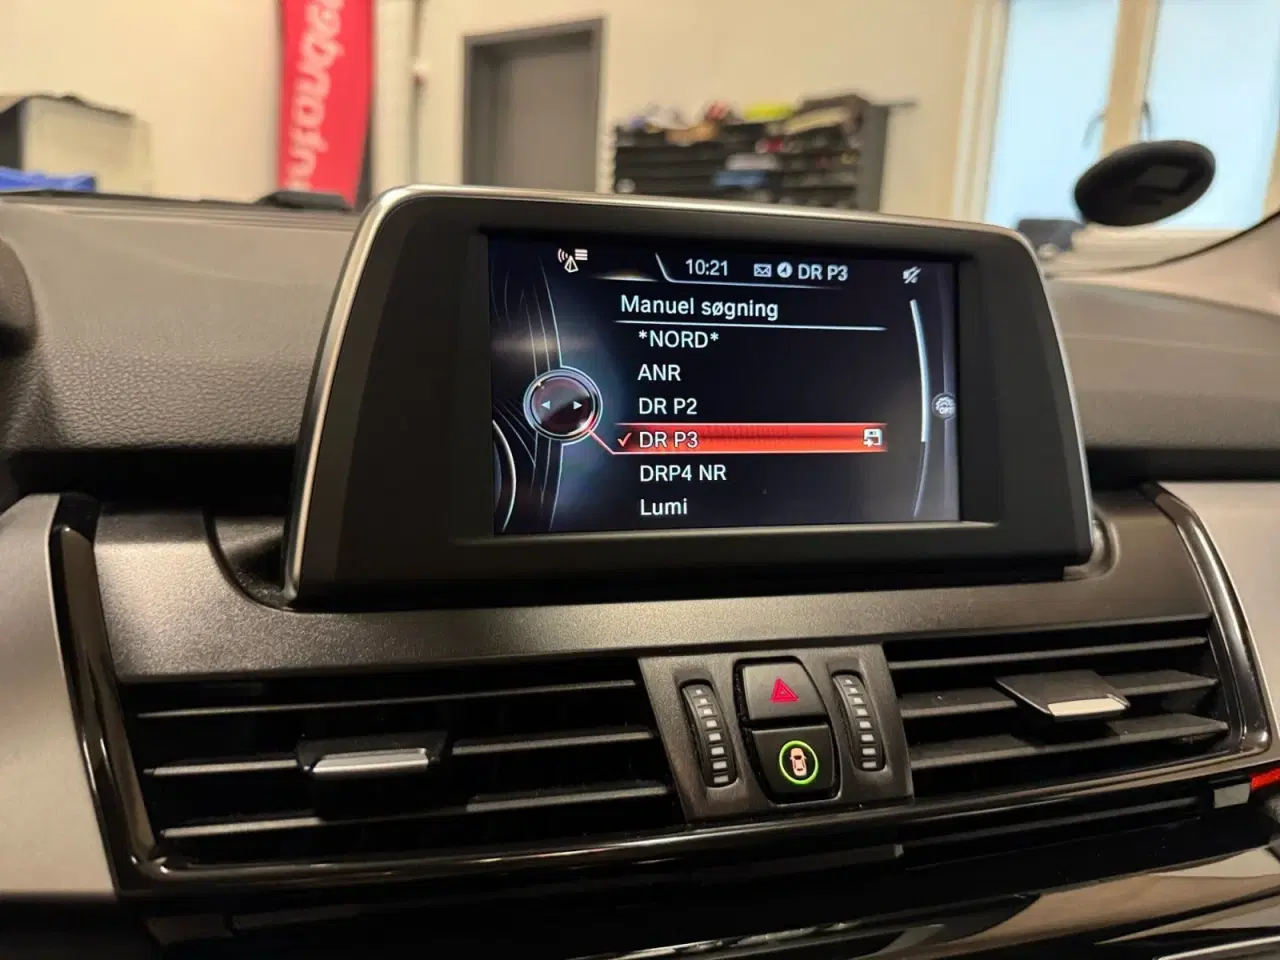 10:21 DR P3
Manuel søgning
*NORD*
ANR
DR P2
DR P3
DRP4 NR
Lumi